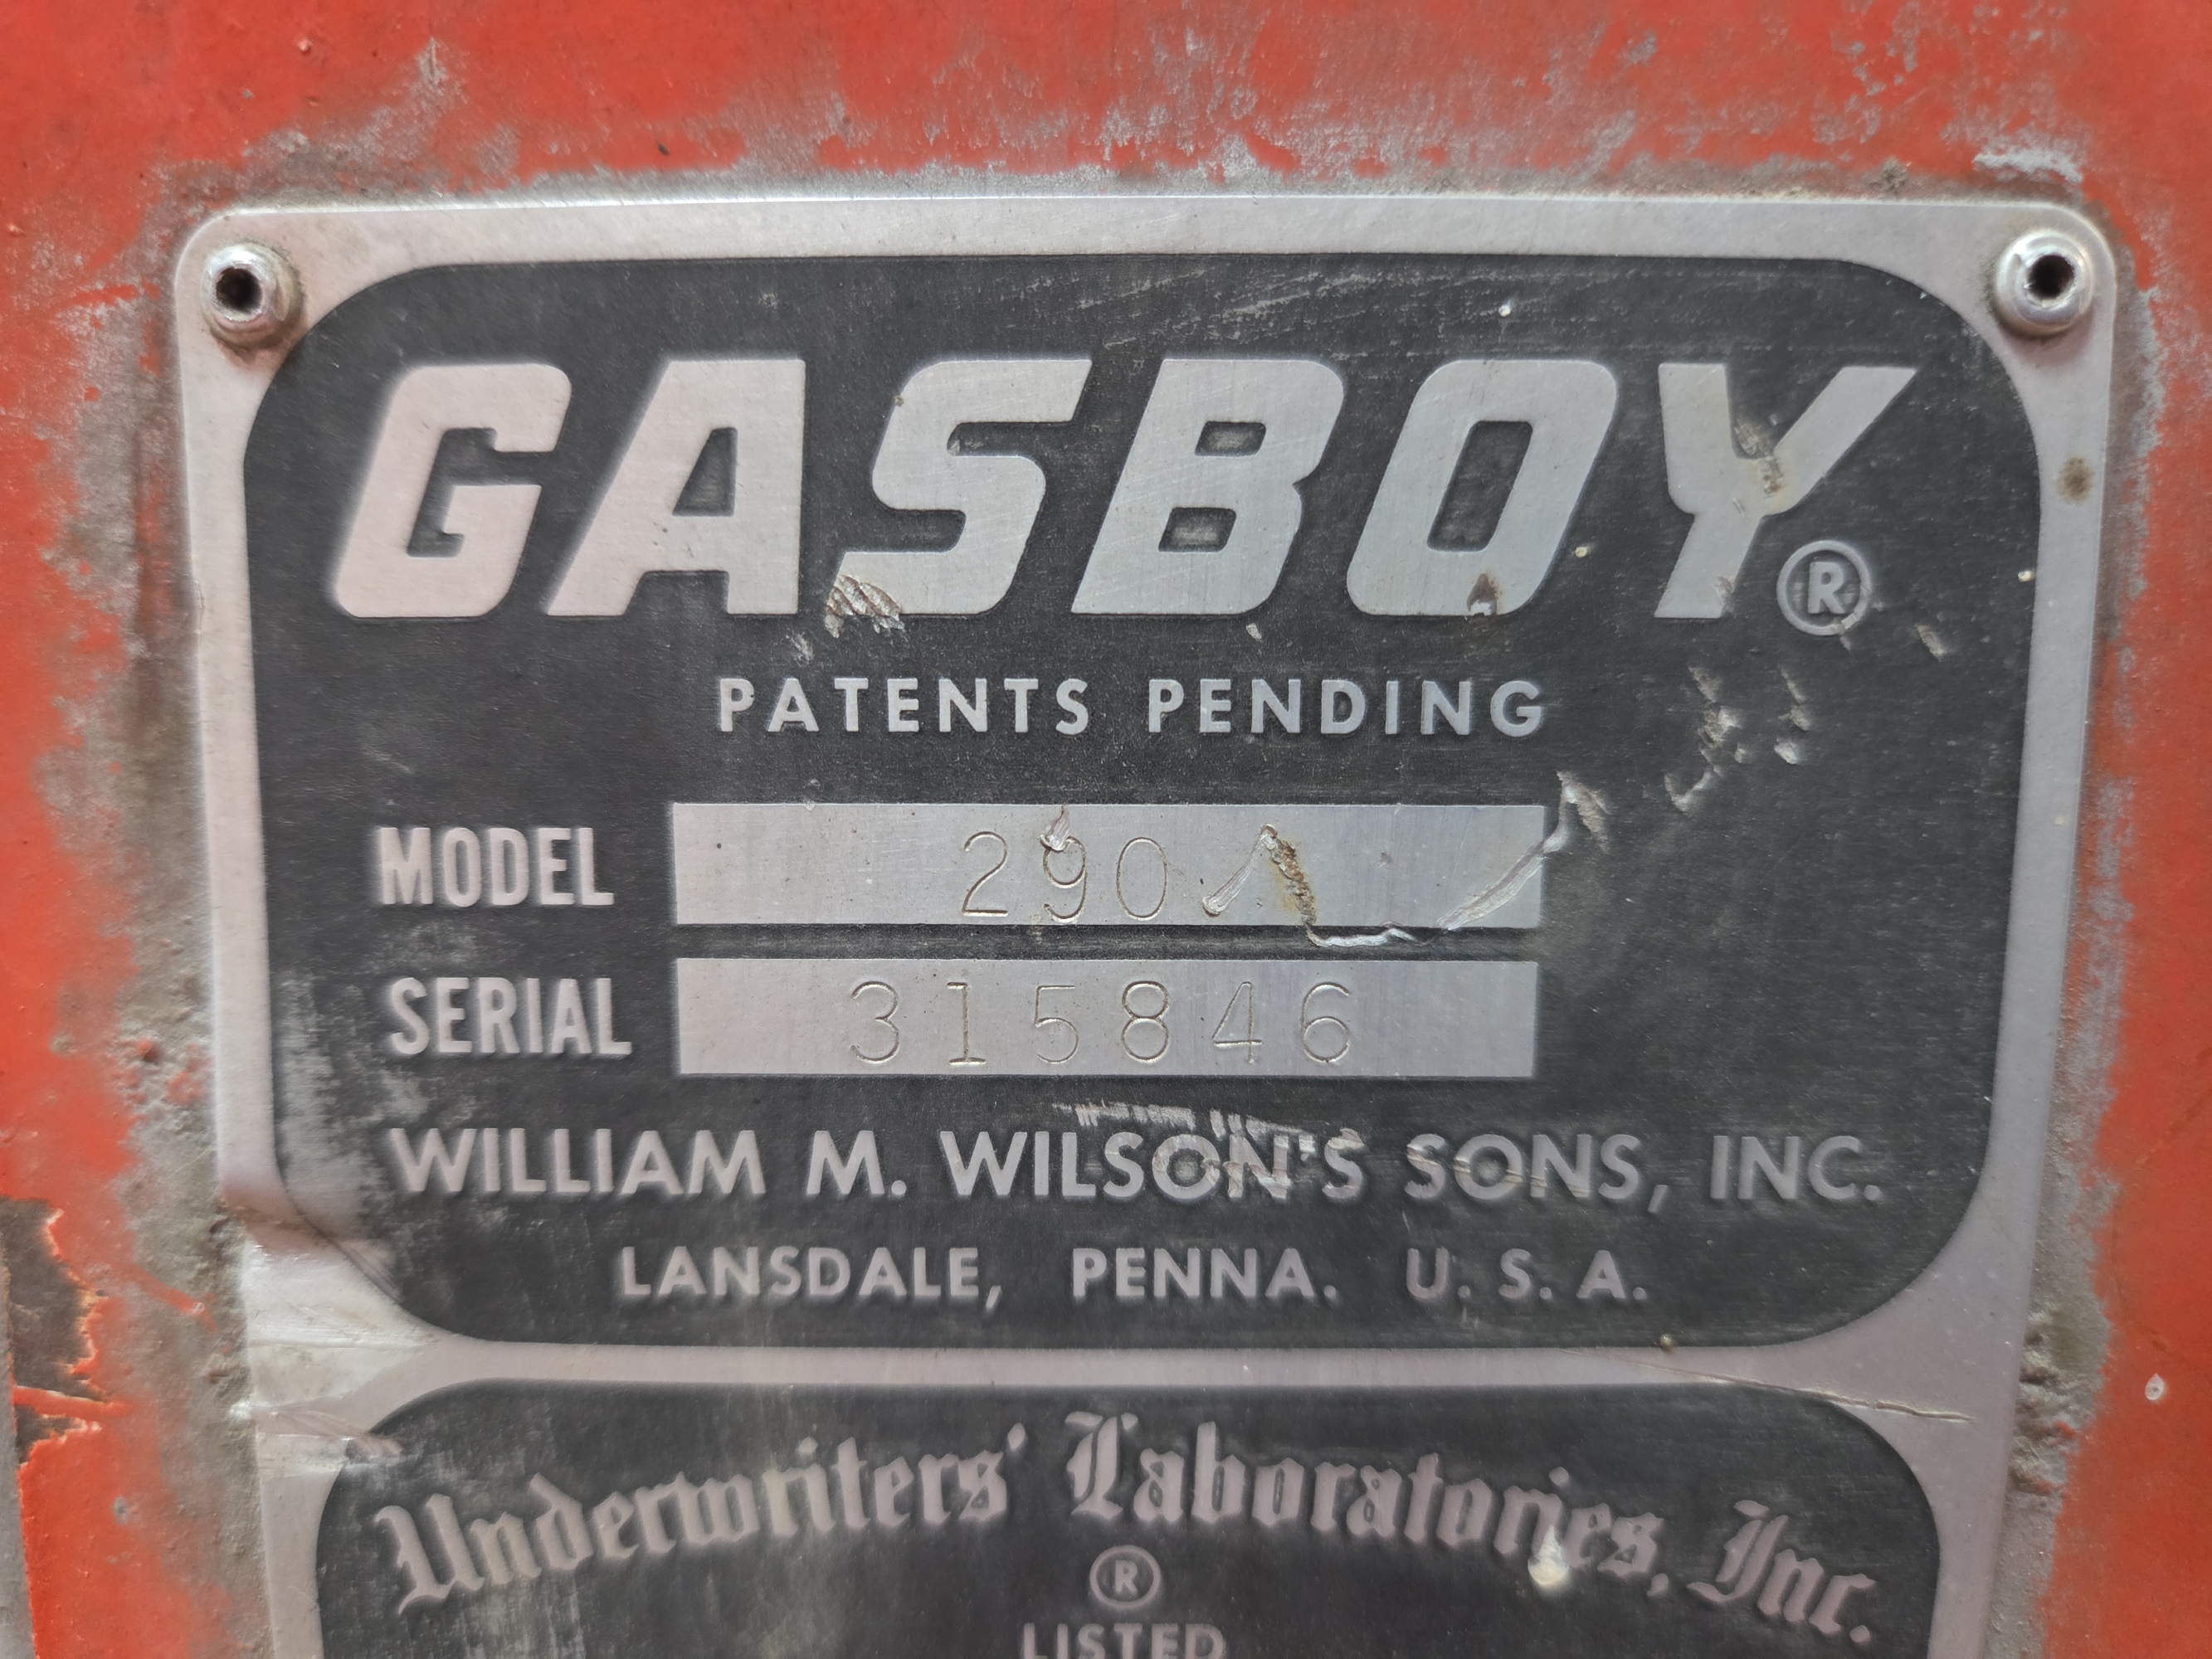 GASBOY®
PATENTS PENDING
MODEL 290
SERIAL 315846
WILLIAM M. WILSON'S SONS, INC.
LANSDALE, PENNA. U. S. A.
Underwriters' Laboratories, Inc.
®
LISTED